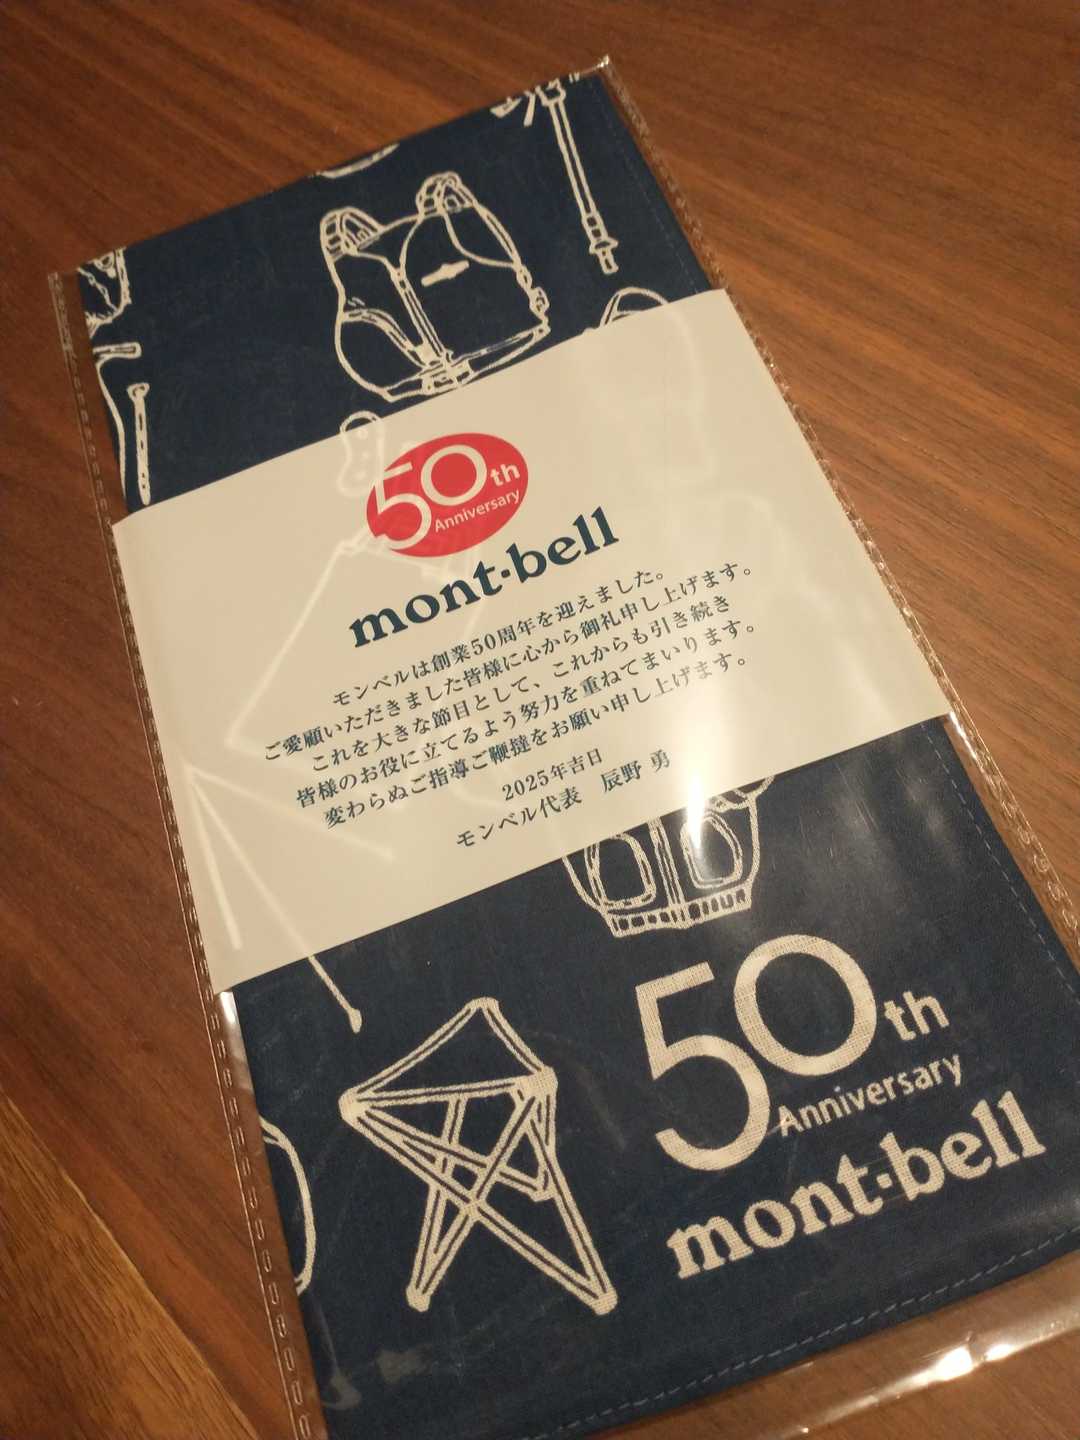 50th
Anniversary
mont-bell
モンベルは創業50周年を迎えました。
ご愛顧いただきました皆様に心から御礼申し上げます。
これを大きな節目として、これからも引き続き
皆様のお役に立てるよう努力を重ねてまいります。
変わらぬご指導ご鞭撻をお願い申し上げます。
2025年吉日
モンベル代表 辰野 勇
50th
Anniversary
mont-bell